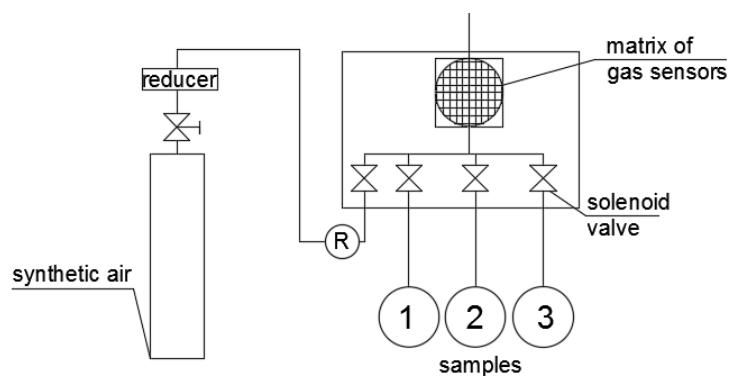 reducer
matrix of
gas sensors
solenoid
valve
R
synthetic air
1 2 3
samples